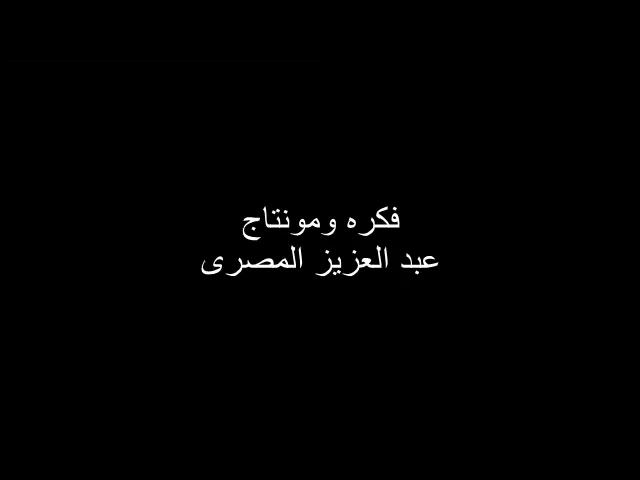 فكره ومونتاج
عبد العزيز المصرى